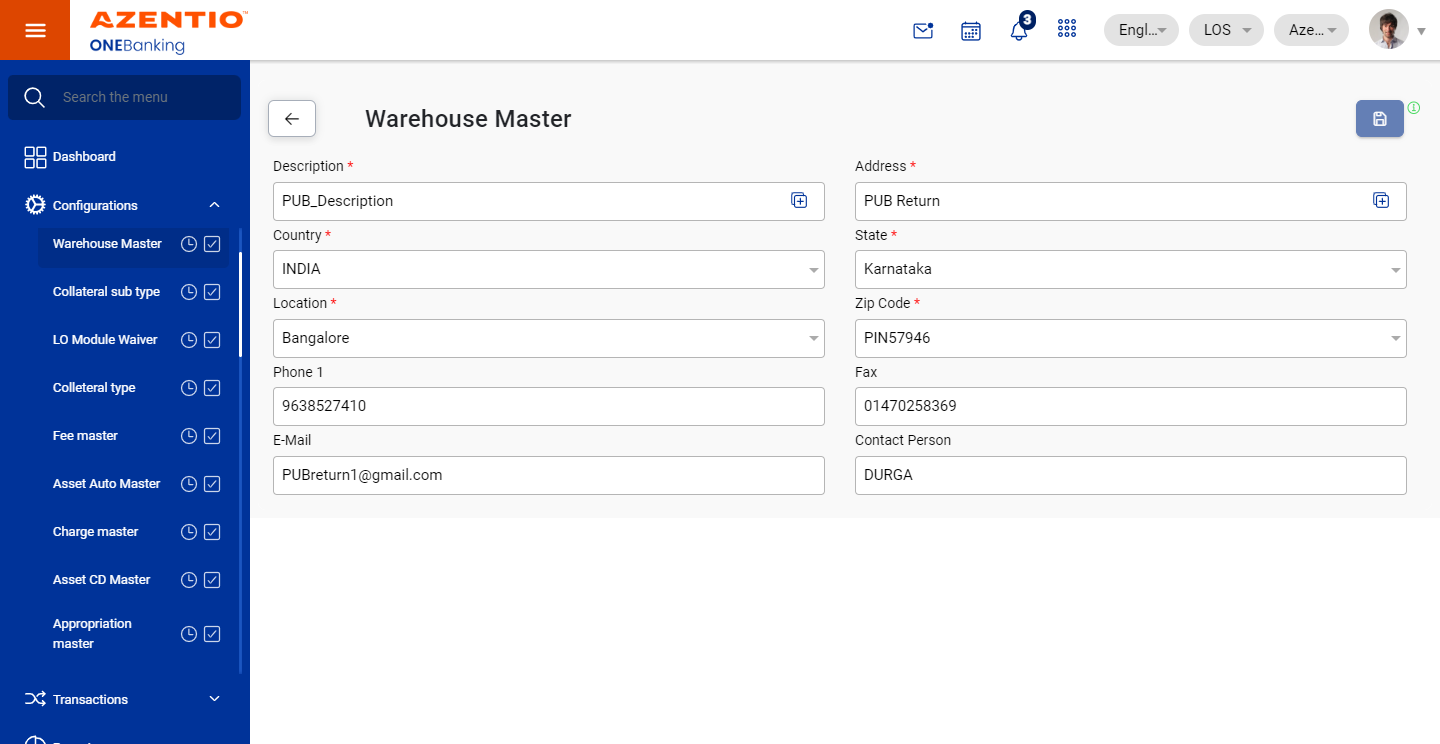 AZENTIO™
ONEBanking
3
Engl...
LOS
Aze...
Search the menu
Dashboard
Configurations
Warehouse Master
Collateral sub type
LO Module Waiver
Colleteral type
Fee master
Asset Auto Master
Charge master
Asset CD Master
Appropriation
master
Transactions
Warehouse Master
Description *
Address *
PUB_Description
PUB Return
Country *
State *
INDIA
Karnataka
Location *
Zip Code *
Bangalore
PIN57946
Phone 1
Fax
9638527410
01470258369
E-Mail
Contact Person
PUBreturn1@gmail.com
DURGA